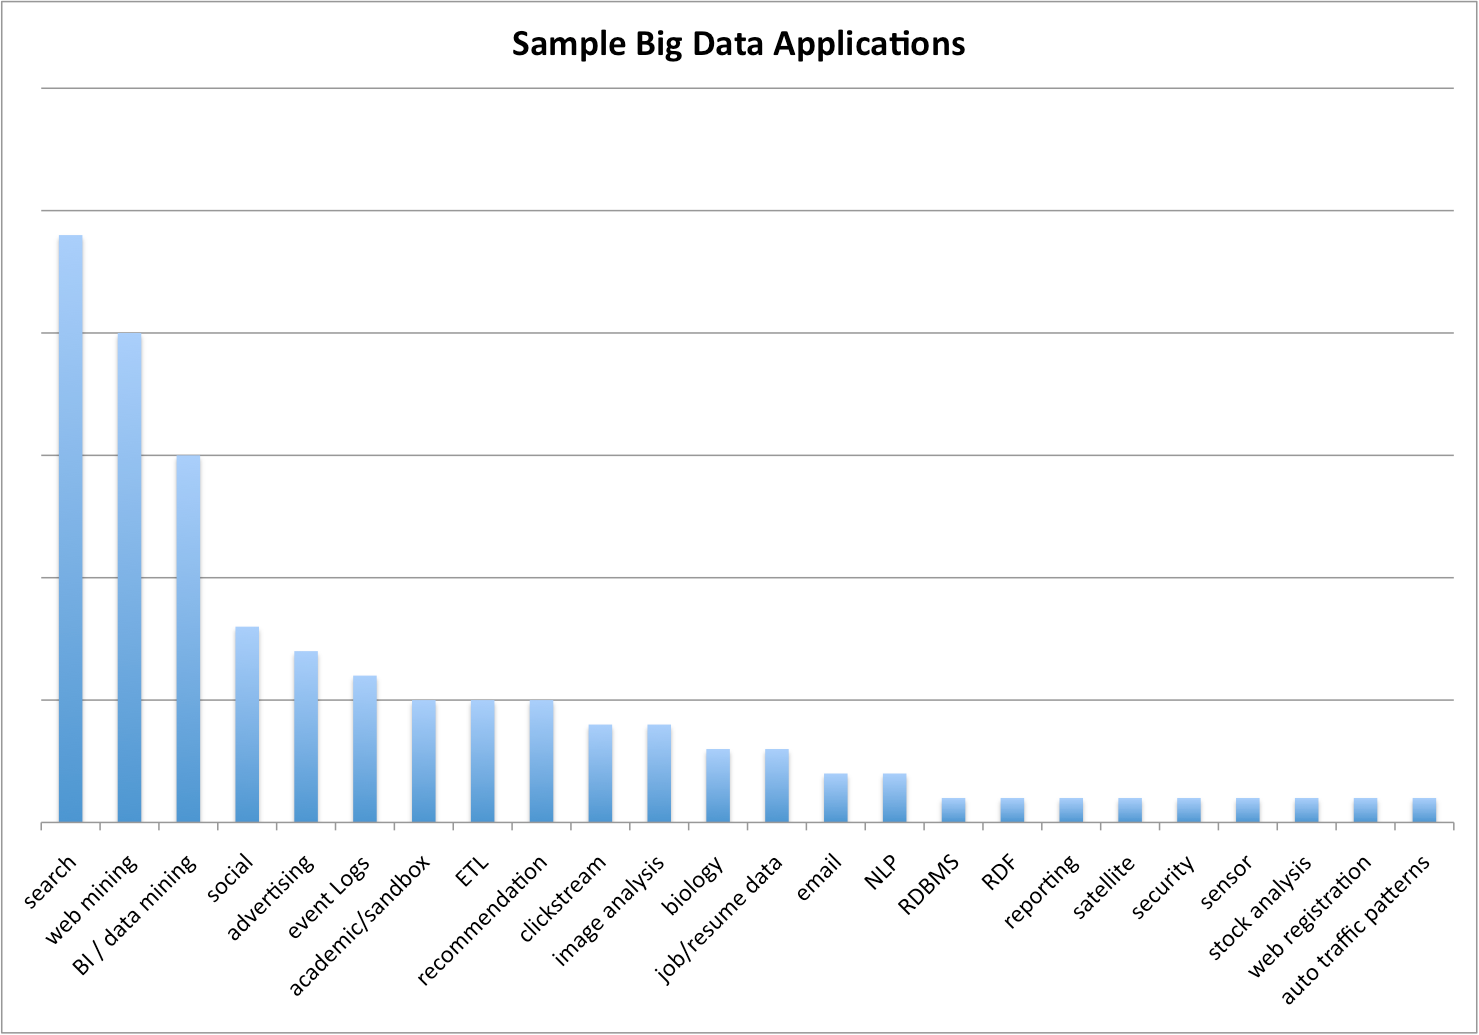 Sample Big Data Applications
search
web mining
BI / data mining
social
advertising
event Logs
academic/sandbox
ETL
recommendation
clickstream
image analysis
biology
job/resume data
email
NLP
RDBMS
RDF
reporting
satellite
security
sensor
stock analysis
web registration
auto traffic patterns